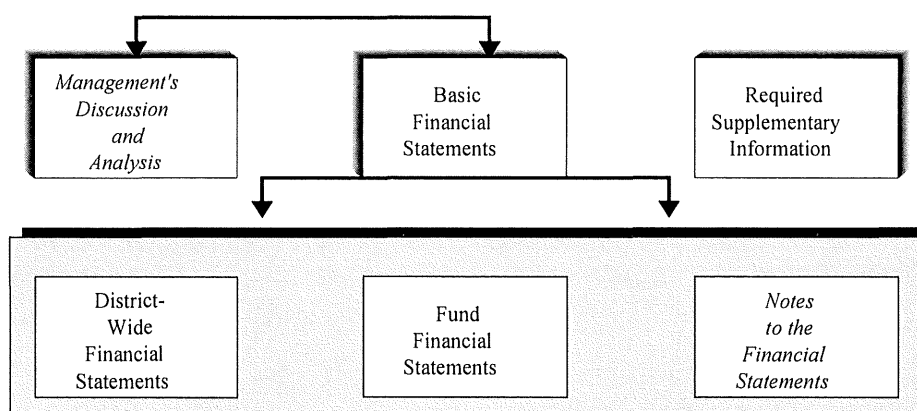 Management's
Discussion
and
Analysis
Basic
Financial
Statements
Required
Supplementary
Information
District-
Wide
Financial
Statements
Fund
Financial
Statements
Notes
to the
Financial
Statements